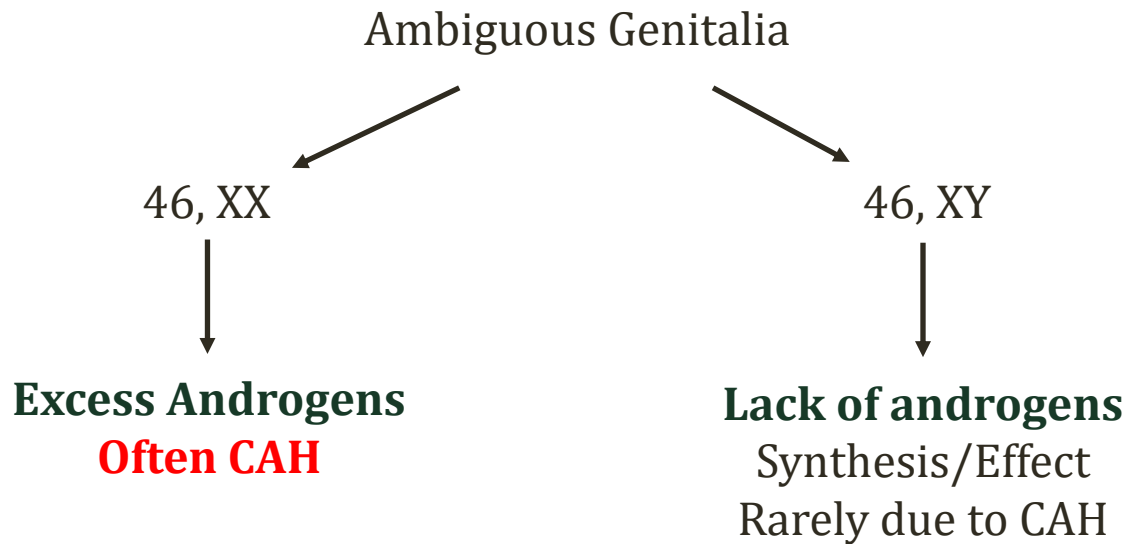 Ambiguous Genitalia
46, XX
46, XY
Excess Androgens
Often CAH
Lack of androgens
Synthesis/Effect
Rarely due to CAH